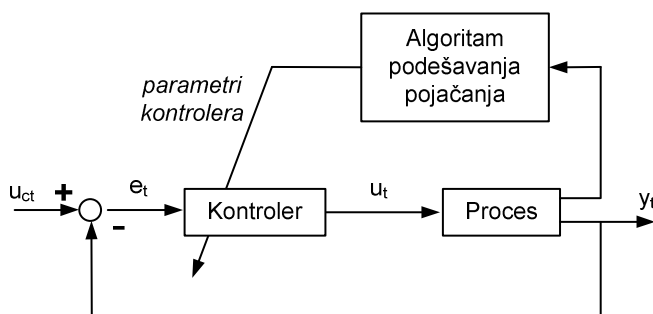 Algoritam
podešavanja
pojačanja
parametri
kontrolera
u_ct
+
-
e_t
Kontroler
u_t
Proces
y_t